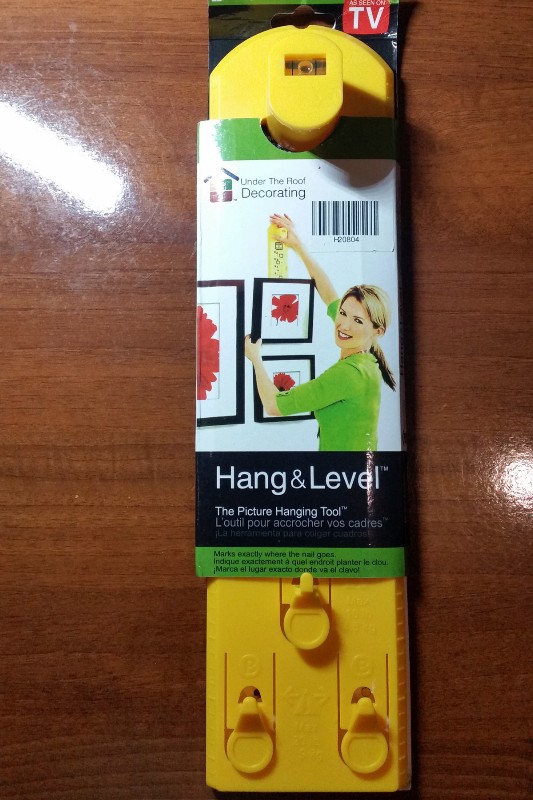 AS SEEN ON
TV
Under The Roof
Decorating
H20804
Hang&Level™
The Picture Hanging Tool™
L'outil pour accrocher vos cadres™
¡La herramienta para colgar cuadros!
Marks exactly where the nail goes.
Indique exactement à quel endroit planter le clou.
¡Marca el lugar exacto donde va el clavo!
B
B